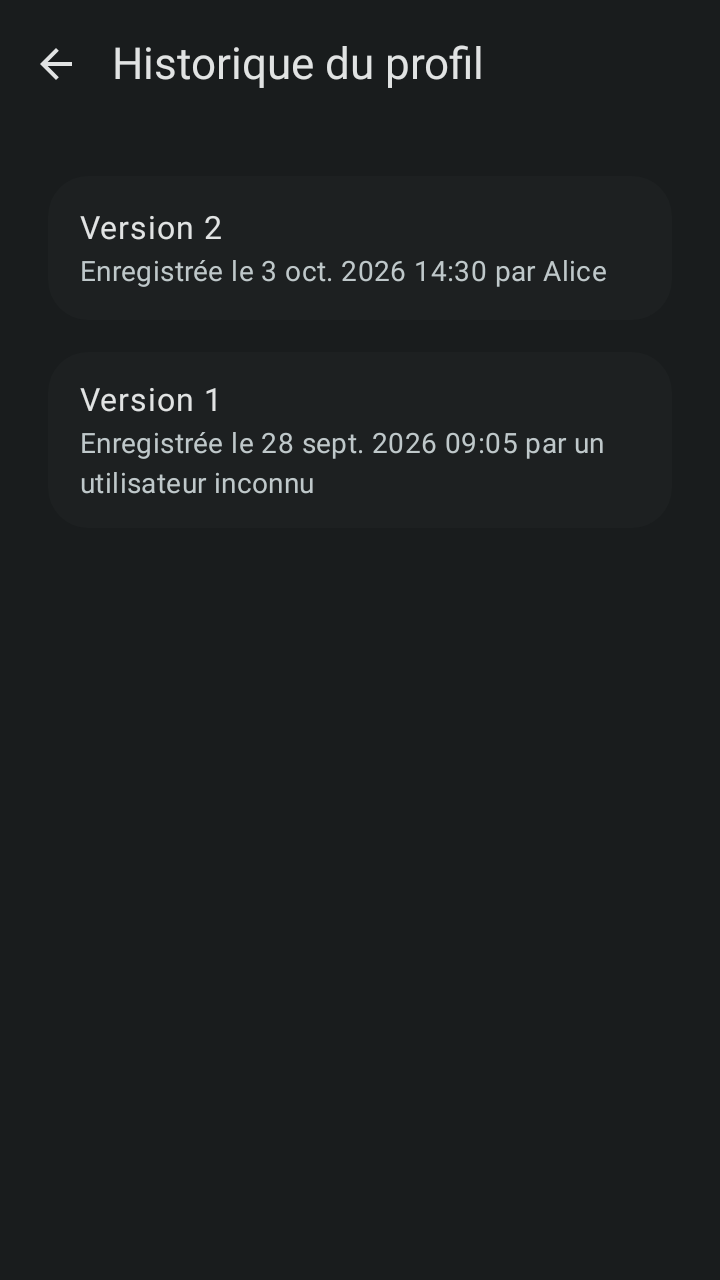 Historique du profil
Version 2
Enregistrée le 3 oct. 2026 14:30 par Alice
Version 1
Enregistrée le 28 sept. 2026 09:05 par un
utilisateur inconnu